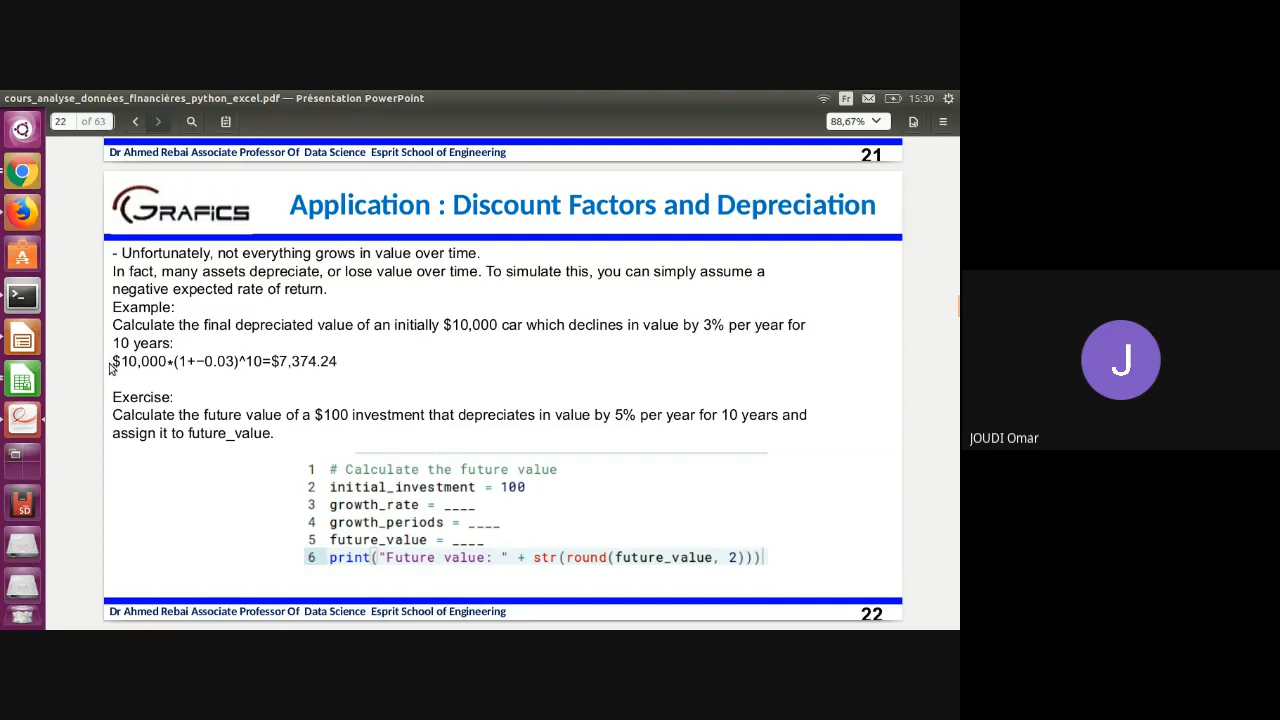 cours_analyse_données_financières_python_excel.pdf — Présentation PowerPoint
Fr
15:30
22 of 63
88,67%
Dr Ahmed Rebai Associate Professor Of Data Science Esprit School of Engineering
21
GRAFICS
Application : Discount Factors and Depreciation
- Unfortunately, not everything grows in value over time.
In fact, many assets depreciate, or lose value over time. To simulate this, you can simply assume a
negative expected rate of return.
Example:
Calculate the final depreciated value of an initially $10,000 car which declines in value by 3% per year for
10 years:
$10,000∗(1+−0.03)^10=$7,374.24
Exercise:
Calculate the future value of a $100 investment that depreciates in value by 5% per year for 10 years and
assign it to future_value.
1 # Calculate the future value
2 initial_investment = 100
3 growth_rate = ____
4 growth_periods = ____
5 future_value = ____
6 print("Future value: " + str(round(future_value, 2)))
Dr Ahmed Rebai Associate Professor Of Data Science Esprit School of Engineering
22
SD
J
JOUDI Omar